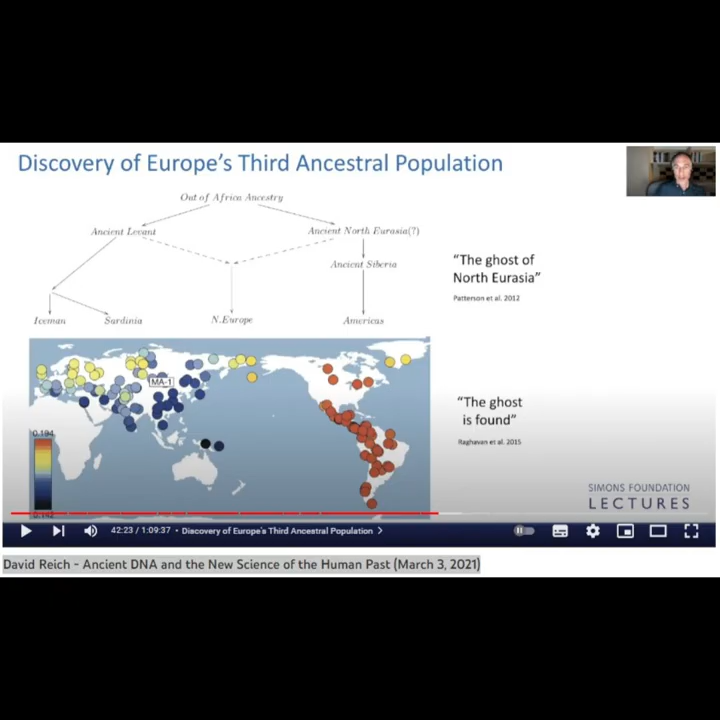 Discovery of Europe's Third Ancestral Population
Out of Africa Ancestry
Ancient Levant
Ancient North Eurasia(?)
Ancient Siberia
Iceman
Sardinia
N.Europe
Americas
"The ghost of
North Eurasia"
Patterson et al. 2012
MA-1
0.194
"The ghost
is found"
Raghavan et al. 2015
SIMONS FOUNDATION
LECTURES
42:23 / 1:09:37 • Discovery of Europe's Third Ancestral Population >
David Reich - Ancient DNA and the New Science of the Human Past (March 3, 2021)